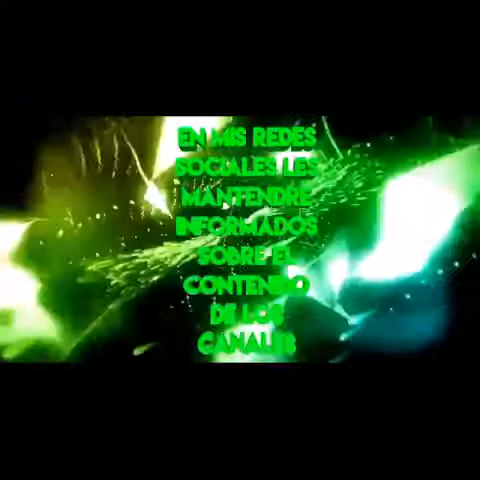 EN MIS REDES
SOCIALES LES
MANTENDRE
INFORMADOS
SOBRE EL
CONTENIDO
DE LOS
CANALES